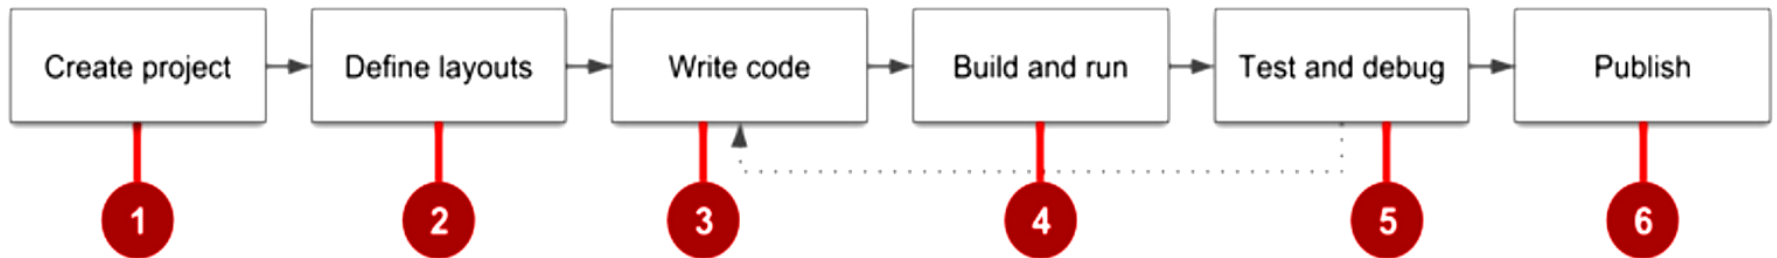 Create project
Define layouts
Write code
Build and run
Test and debug
Publish
1
2
3
4
5
6